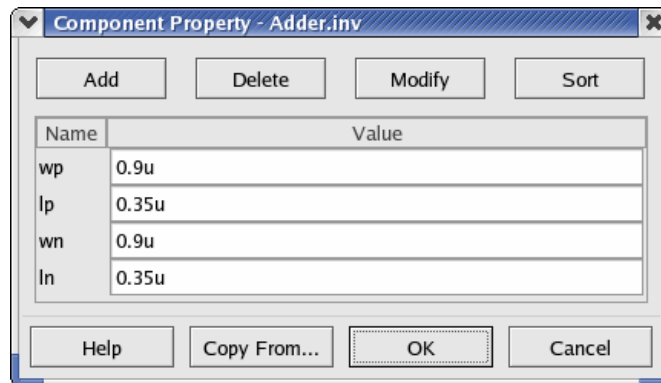 Component Property - Adder.inv
Add Delete Modify Sort
Name Value
wp 0.9u
lp 0.35u
wn 0.9u
ln 0.35u
Help Copy From... OK Cancel